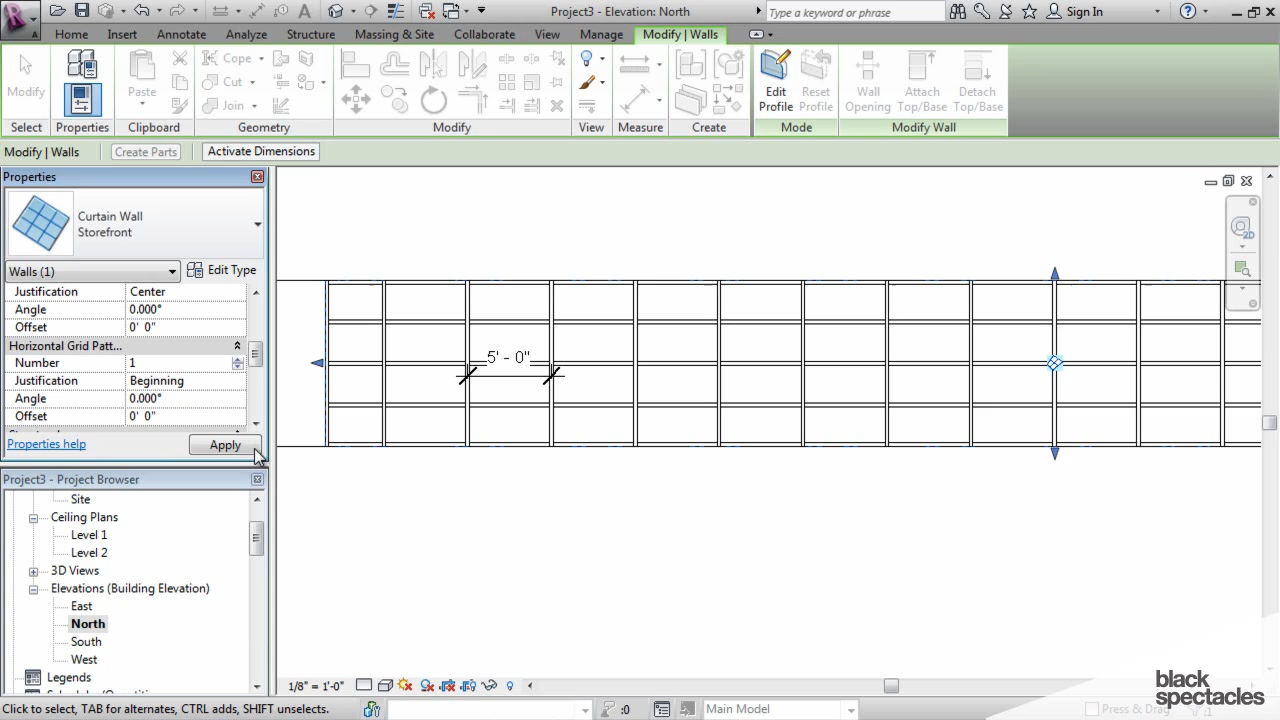 Project3 - Elevation: North
Type a keyword or phrase
Sign In
Home Insert Annotate Analyze Structure Massing & Site Collaborate View Manage Modify | Walls
Modify
Paste
Cope
Cut
Join
Edit Profile
Reset Profile
Wall Opening
Attach Top/Base
Detach Top/Base
Select Properties Clipboard Geometry Modify View Measure Create Mode Modify Wall
Modify | Walls Create Parts Activate Dimensions
Properties
Curtain Wall
Storefront
Walls (1) Edit Type
Justification Center
Angle 0.000°
Offset 0' 0"
Horizontal Grid Patt...
Number 1
Justification Beginning
Angle 0.000°
Offset 0' 0"
Properties help Apply
5' - 0"
2D
Project3 - Project Browser
Site
Ceiling Plans
Level 1
Level 2
3D Views
Elevations (Building Elevation)
East
North
South
West
Legends
1/8" = 1'-0"
black
spectacles
Click to select, TAB for alternates, CTRL adds, SHIFT unselects.
:0
Main Model
Press & Drag